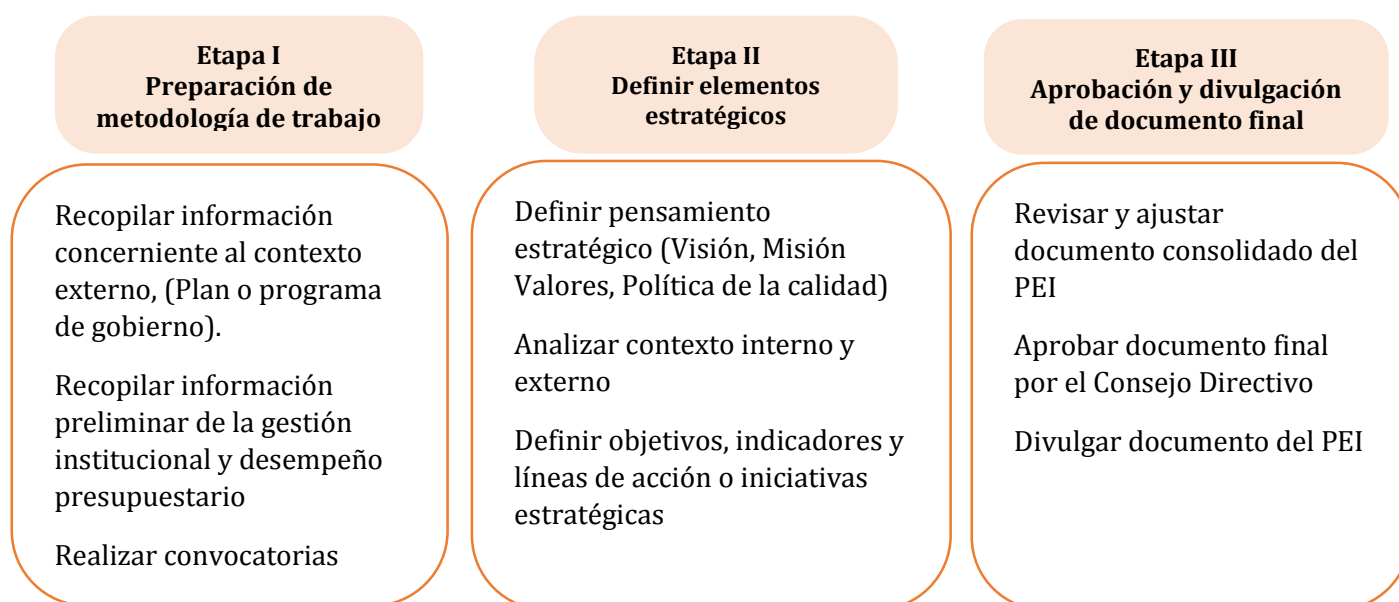 Etapa I
Preparación de
metodología de trabajo
Recopilar información
concerniente al contexto
externo, (Plan o programa
de gobierno).
Recopilar información
preliminar de la gestión
institucional y desempeño
presupuestario
Realizar convocatorias
Etapa II
Definir elementos
estratégicos
Definir pensamiento
estratégico (Visión, Misión
Valores, Política de la calidad)
Analizar contexto interno y
externo
Definir objetivos, indicadores y
líneas de acción o iniciativas
estratégicas
Etapa III
Aprobación y divulgación
de documento final
Revisar y ajustar
documento consolidado del
PEI
Aprobar documento final
por el Consejo Directivo
Divulgar documento del PEI